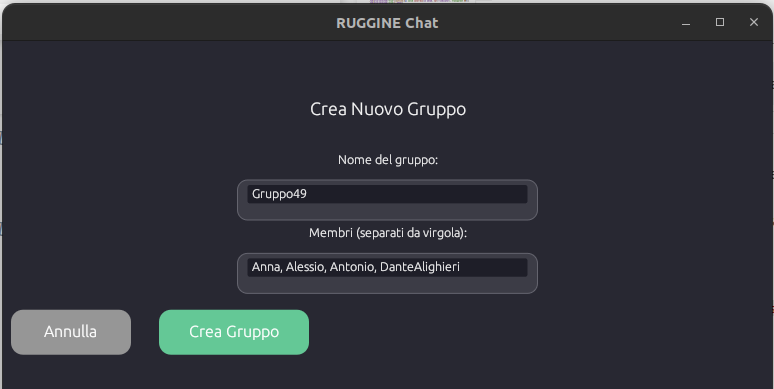 RUGGINE Chat
Crea Nuovo Gruppo
Nome del gruppo:
Gruppo49
Membri (separati da virgola):
Anna, Alessio, Antonio, DanteAlighieri
Annulla
Crea Gruppo